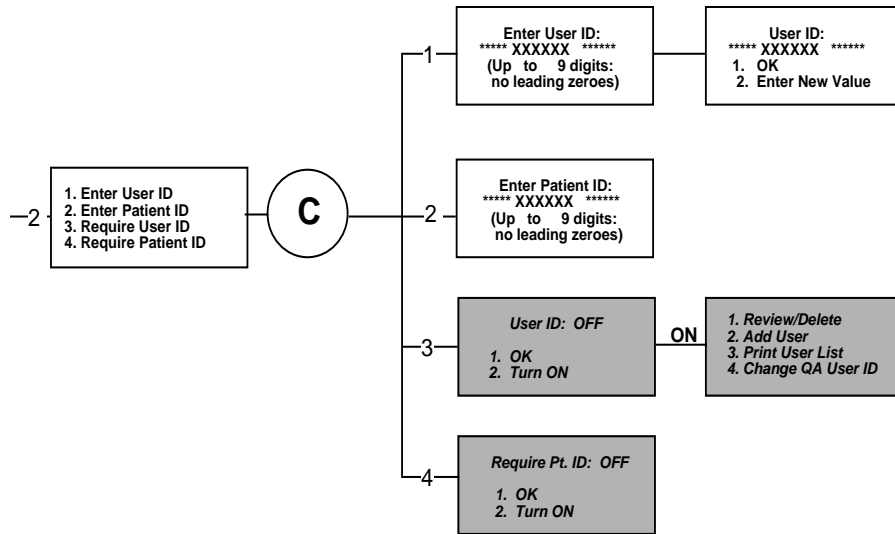 2
1. Enter User ID
2. Enter Patient ID
3. Require User ID
4. Require Patient ID
C
1
Enter User ID:
***** XXXXXX ******
(Up to 9 digits:
no leading zeroes)
User ID:
***** XXXXXX ******
1. OK
2. Enter New Value
2
Enter Patient ID:
***** XXXXXX ******
(Up to 9 digits:
no leading zeroes)
3
User ID: OFF
1. OK
2. Turn ON
ON
1. Review/Delete
2. Add User
3. Print User List
4. Change QA User ID
4
Require Pt. ID: OFF
1. OK
2. Turn ON